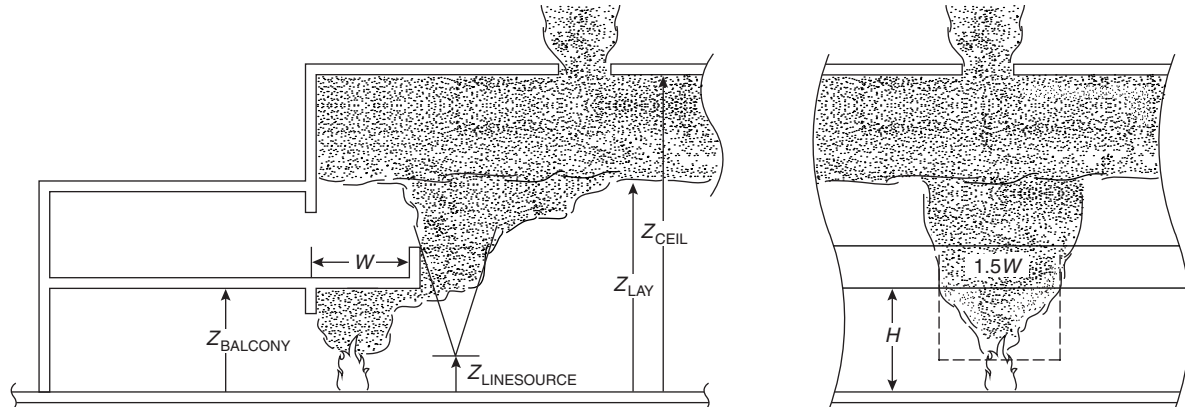 W
Z_BALCONY
Z_LINESOURCE
Z_LAY
Z_CEIL
1.5W
H